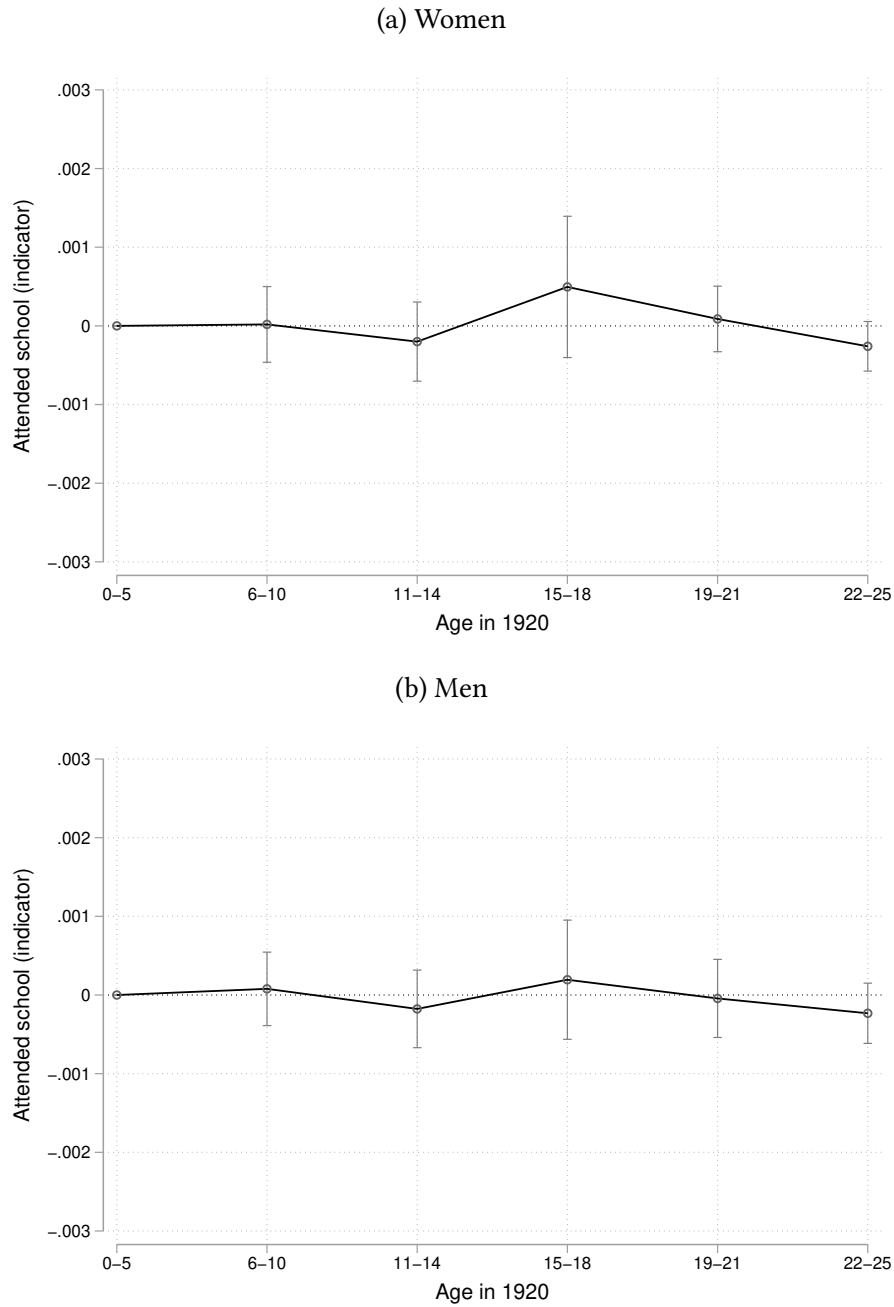 (a) Women
.003
.002
.001
0
−.001
−.002
−.003
Attended school (indicator)
0−5 6−10 11−14 15−18 19−21 22−25
Age in 1920
(b) Men
.003
.002
.001
0
−.001
−.002
−.003
Attended school (indicator)
0−5 6−10 11−14 15−18 19−21 22−25
Age in 1920